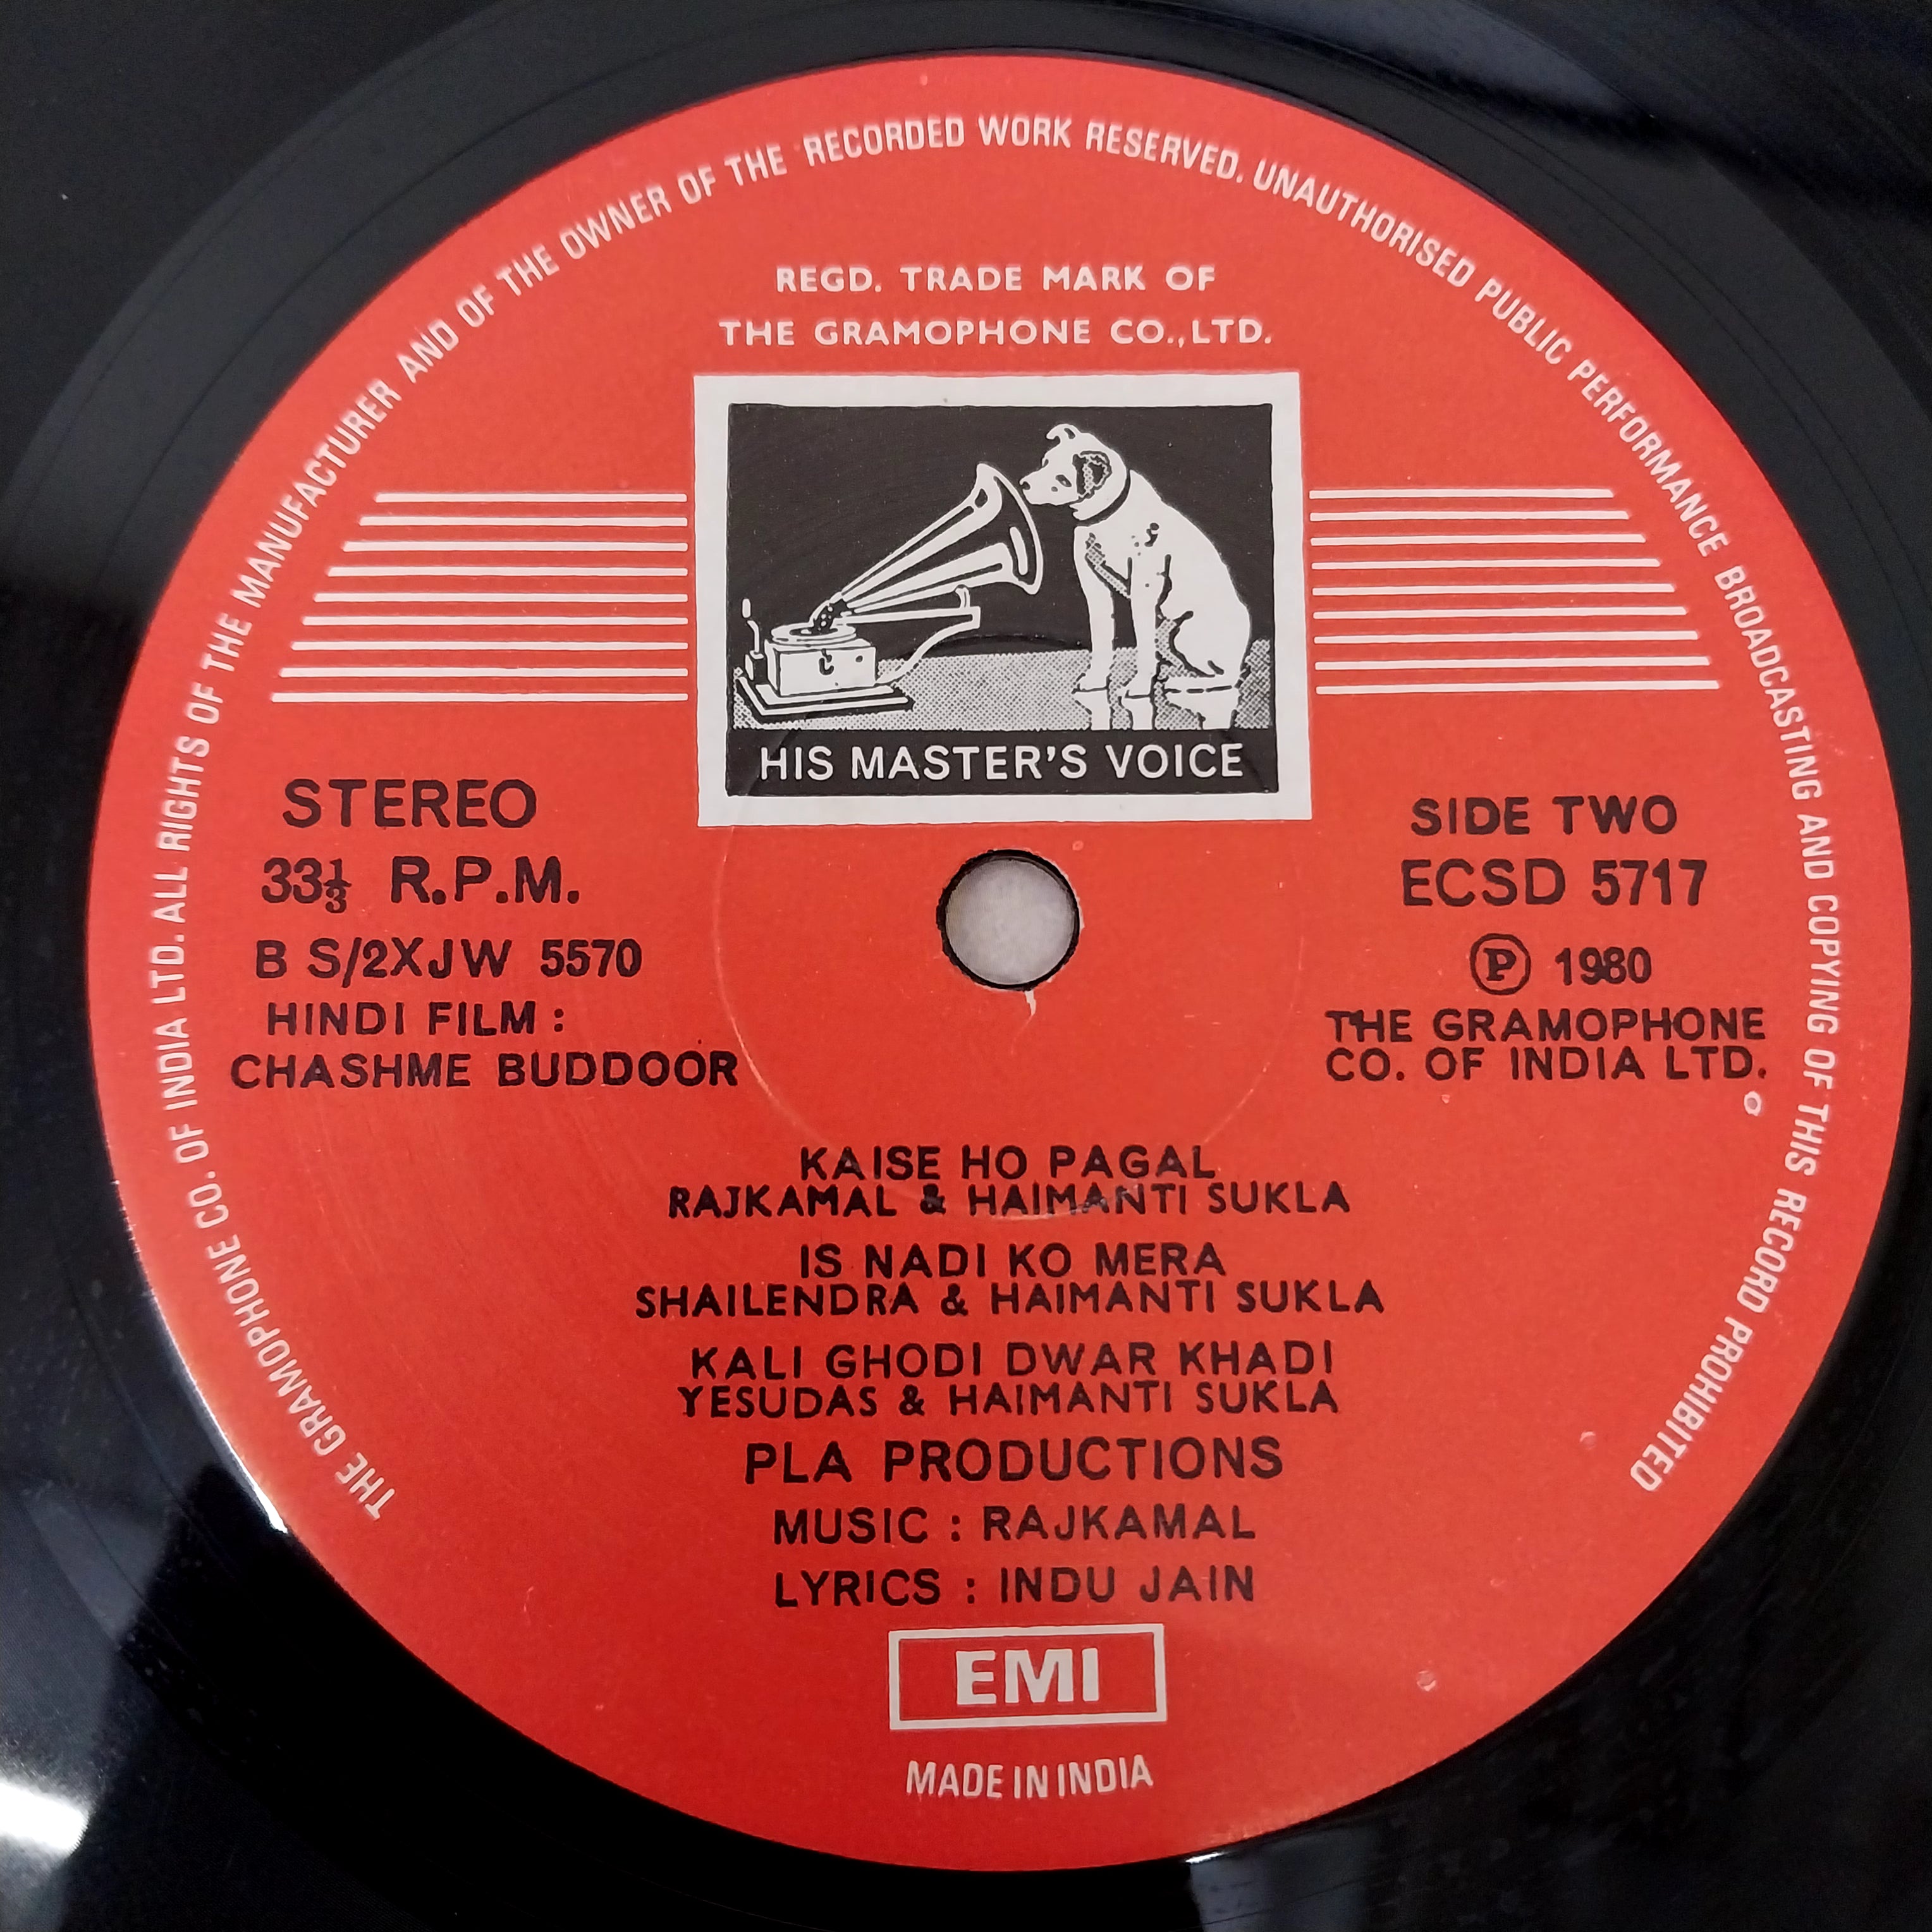 THE GRAMOPHONE CO. OF INDIA LTD. ALL RIGHTS OF THE MANUFACTURER AND OF THE OWNER OF THE RECORDED WORK RESERVED. UNAUTHORISED PUBLIC PERFORMANCE BROADCASTING AND COPYING OF THIS RECORD PROHIBITED
REGD. TRADE MARK OF
THE GRAMOPHONE CO.,LTD.
HIS MASTER'S VOICE
STEREO
33⅓ R.P.M.
B S/2XJW 5570
HINDI FILM :
CHASHME BUDDOOR
SIDE TWO
ECSD 5717
Ⓟ 1980
THE GRAMOPHONE
CO. OF INDIA LTD.
KAISE HO PAGAL
RAJKAMAL & HAIMANTI SUKLA
IS NADI KO MERA
SHAILENDRA & HAIMANTI SUKLA
KALI GHODI DWAR KHADI
YESUDAS & HAIMANTI SUKLA
PLA PRODUCTIONS
MUSIC : RAJKAMAL
LYRICS : INDU JAIN
EMI
MADE IN INDIA